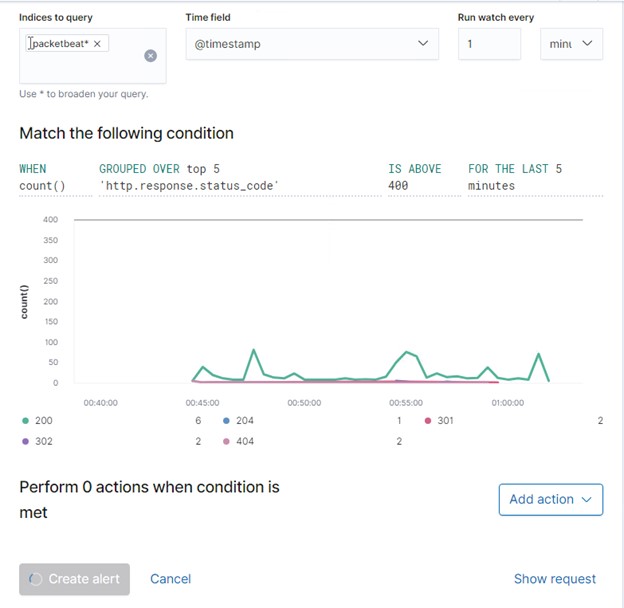 Indices to query
Time field
Run watch every
packetbeat* ×
@timestamp
1
minu
Use * to broaden your query.
Match the following condition
WHEN
count()
GROUPED OVER top 5
'http.response.status_code'
IS ABOVE
400
FOR THE LAST 5
minutes
400
350
300
250
200
150
100
50
0
count()
00:40:00 00:45:00 00:50:00 00:55:00 01:00:00
200 6 204 1 301 2
302 2 404 2
Perform 0 actions when condition is
met
Add action
Create alert
Cancel
Show request